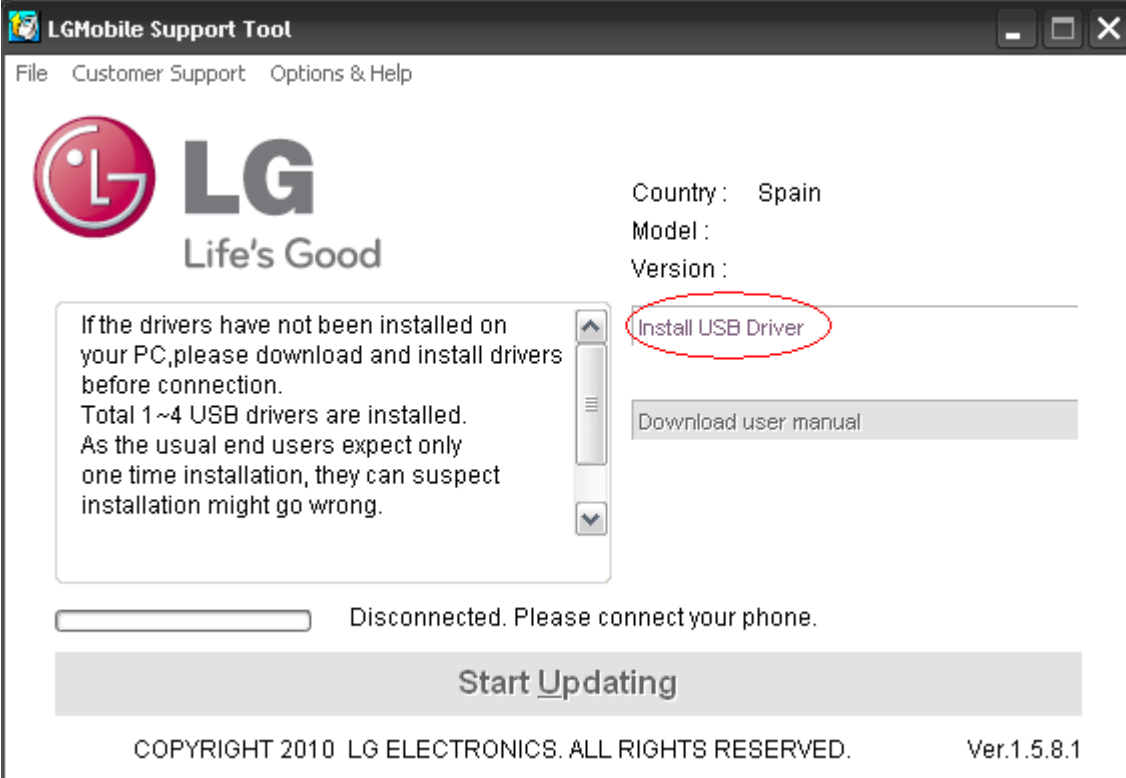 LGMobile Support Tool
File Customer Support Options & Help
LG
Life's Good
Country : Spain
Model :
Version :
If the drivers have not been installed on
your PC,please download and install drivers
before connection.
Total 1~4 USB drivers are installed.
As the usual end users expect only
one time installation, they can suspect
installation might go wrong.
Install USB Driver
Download user manual
Disconnected. Please connect your phone.
Start Updating
COPYRIGHT 2010 LG ELECTRONICS. ALL RIGHTS RESERVED. Ver.1.5.8.1